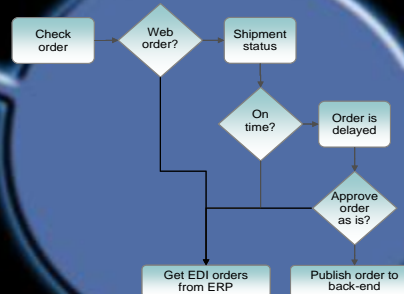 Check
order
Web
order?
Shipment
status
On
time?
Order is
delayed
Approve
order
as is?
Get EDI orders
from ERP
Publish order to
back-end